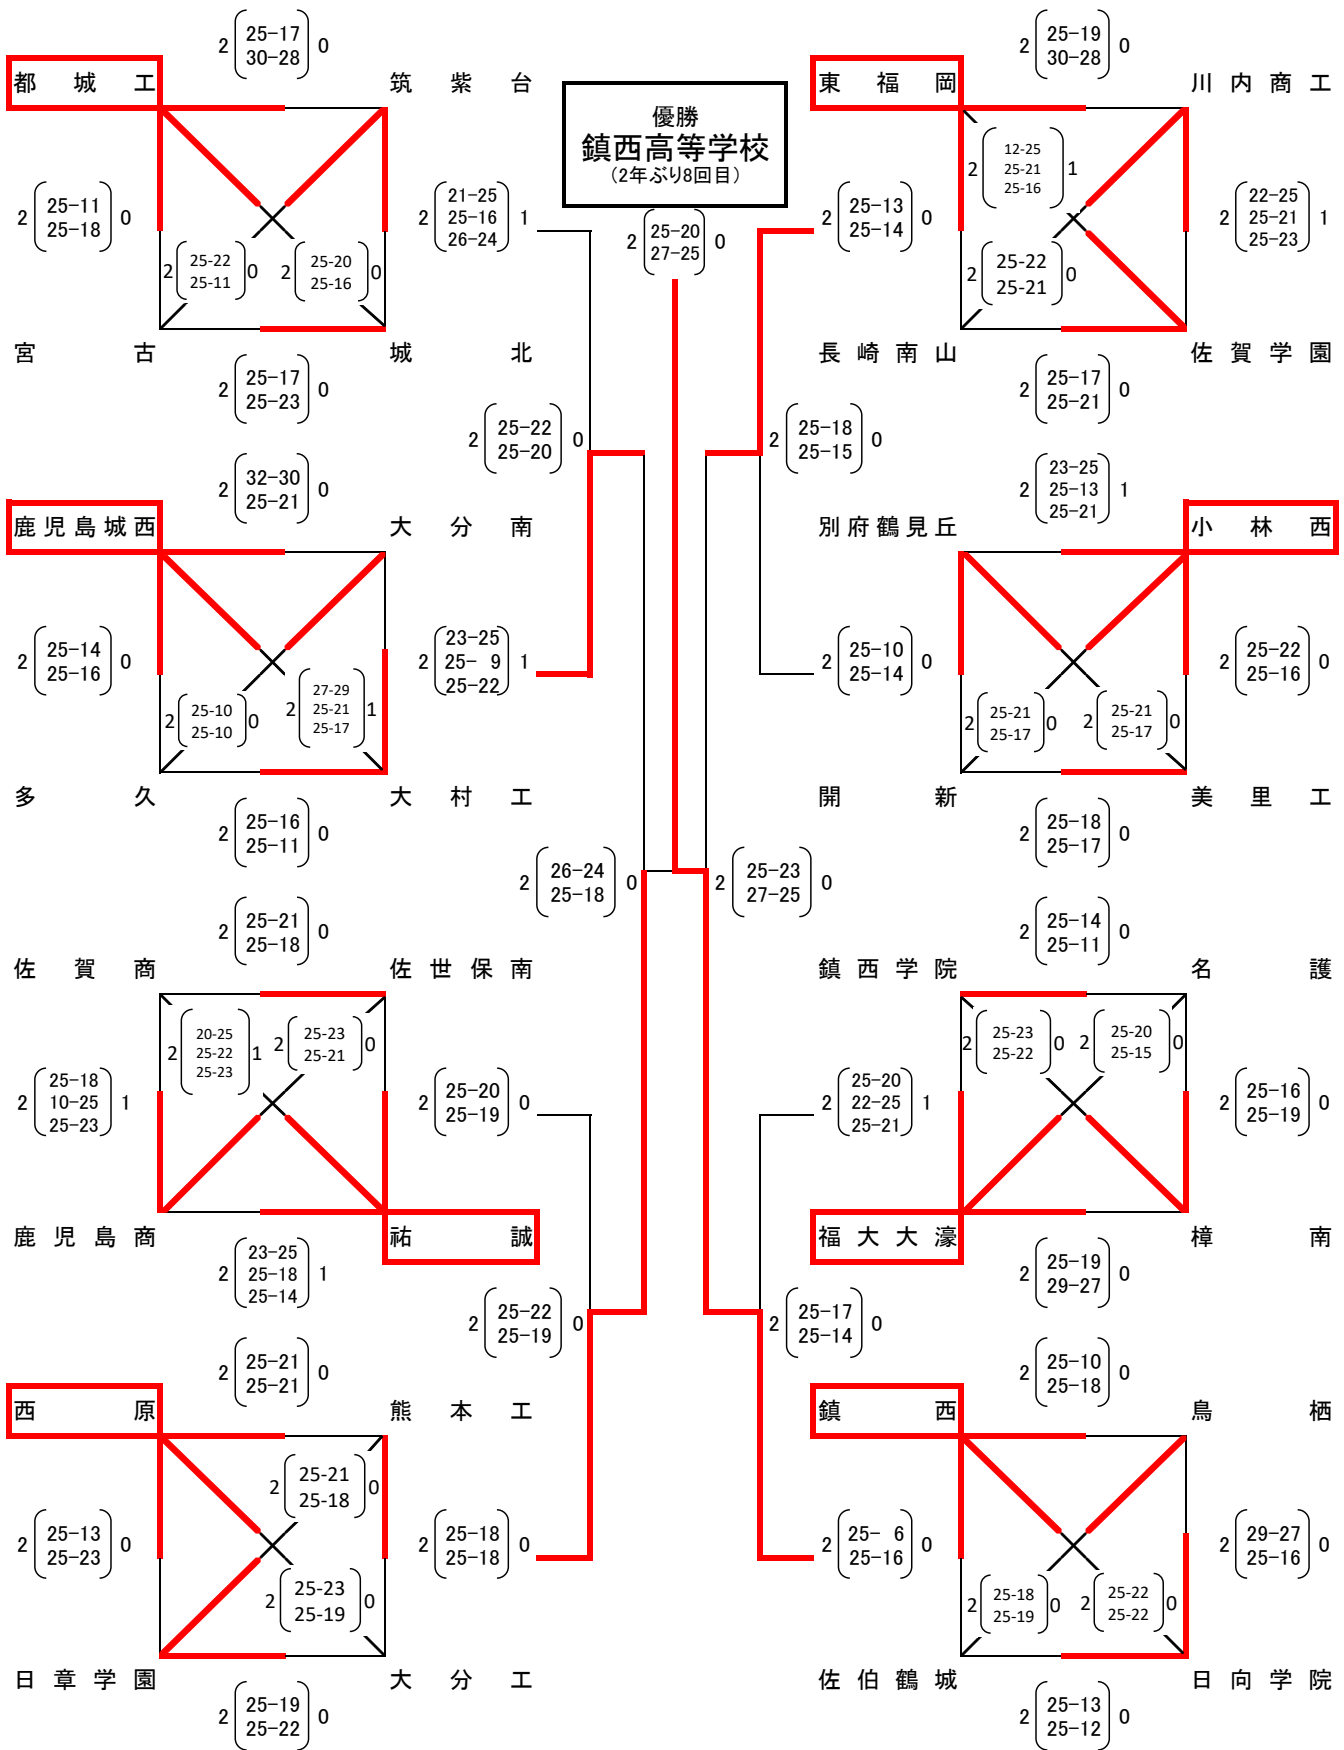 2 25-17 0
30-28
2 25-19 0
30-28
都城工
筑紫台
優勝
鎮西高等学校
(2年ぶり8回目)
東福岡
川内商工
2 25-11 0
25-18
21-25
2 25-16 1
26-24
2 25-20 0
27-25
2 25-13 0
25-14
12-25
2 25-21 1
25-16
22-25
2 25-21 1
25-23
2 25-22 0
25-11
2 25-20 0
25-16
2 25-22 0
25-21
宮古
城北
長崎南山
佐賀学園
2 25-17 0
25-23
2 25-17 0
25-21
2 25-22 0
25-20
2 25-18 0
25-15
2 32-30 0
25-21
23-25
2 25-13 1
25-21
鹿児島城西
大分南
別府鶴見丘
小林西
2 25-14 0
25-16
23-25
2 25- 9 1
25-22
2 25-10 0
25-14
2 25-22 0
25-16
2 25-10 0
25-10
27-29
2 25-21 1
25-17
2 25-21 0
25-17
2 25-21 0
25-17
多久
大村工
開新
美里工
2 25-16 0
25-11
2 25-18 0
25-17
2 26-24 0
25-18
2 25-23 0
27-25
2 25-21 0
25-18
2 25-14 0
25-11
佐賀商
佐世保南
鎮西学院
名護
20-25
2 25-22 1
25-23
2 25-23 0
25-21
2 25-23 0
25-22
2 25-20 0
25-15
25-18
2 10-25 1
25-23
2 25-20 0
25-19
25-20
2 22-25 1
25-21
2 25-16 0
25-19
鹿児島商
祐誠
福大大濠
樟南
23-25
2 25-18 1
25-14
2 25-19 0
29-27
2 25-22 0
25-19
2 25-17 0
25-14
2 25-21 0
25-21
2 25-10 0
25-18
西原
熊本工
鎮西
鳥栖
2 25-21 0
25-18
2 25-13 0
25-23
2 25-18 0
25-18
2 25- 6 0
25-16
2 29-27 0
25-16
2 25-23 0
25-19
2 25-18 0
25-19
2 25-22 0
25-22
日章学園
大分工
佐伯鶴城
日向学院
2 25-19 0
25-22
2 25-13 0
25-12